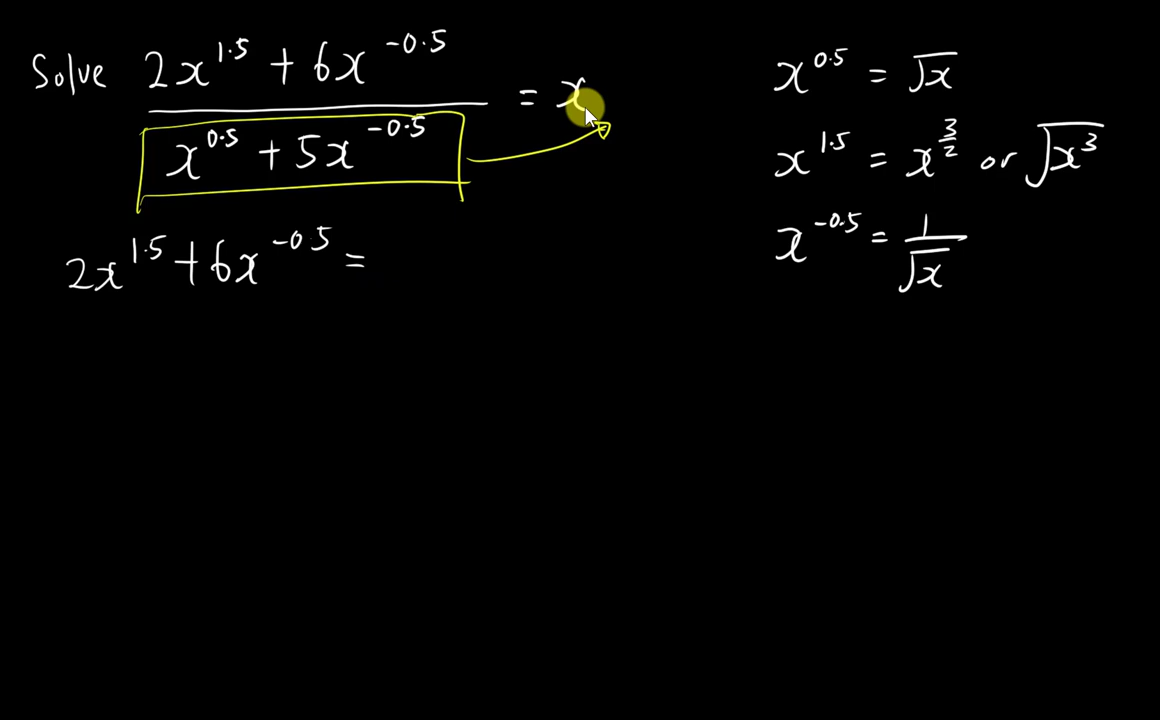 Solve (2x^1.5 + 6x^-0.5) / (x^0.5 + 5x^-0.5) = x
2x^1.5 + 6x^-0.5 =
x^0.5 = √x
x^1.5 = x^(3/2) or √(x^3)
x^-0.5 = 1/√x